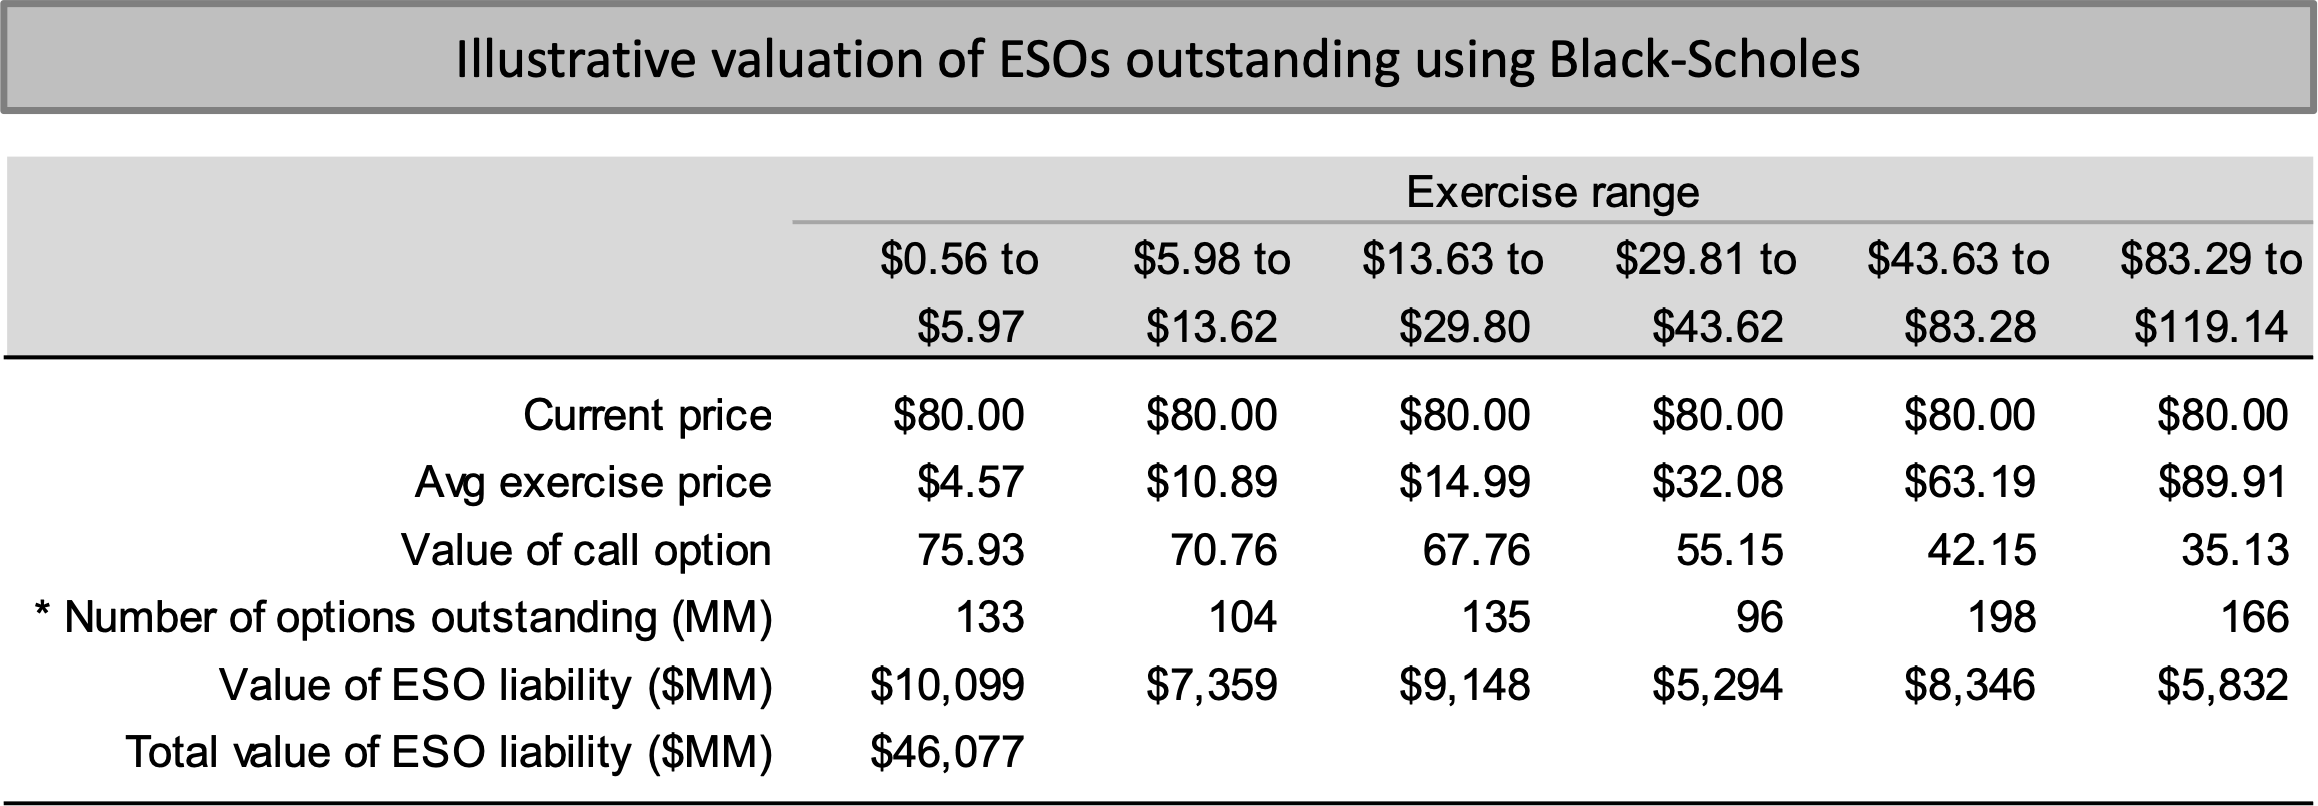 Illustrative valuation of ESOs outstanding using Black-Scholes
Exercise range
$0.56 to $5.98 to $13.63 to $29.81 to $43.63 to $83.29 to
$5.97 $13.62 $29.80 $43.62 $83.28 $119.14
Current price $80.00 $80.00 $80.00 $80.00 $80.00 $80.00
Avg exercise price $4.57 $10.89 $14.99 $32.08 $63.19 $89.91
Value of call option 75.93 70.76 67.76 55.15 42.15 35.13
* Number of options outstanding (MM) 133 104 135 96 198 166
Value of ESO liability ($MM) $10,099 $7,359 $9,148 $5,294 $8,346 $5,832
Total value of ESO liability ($MM) $46,077